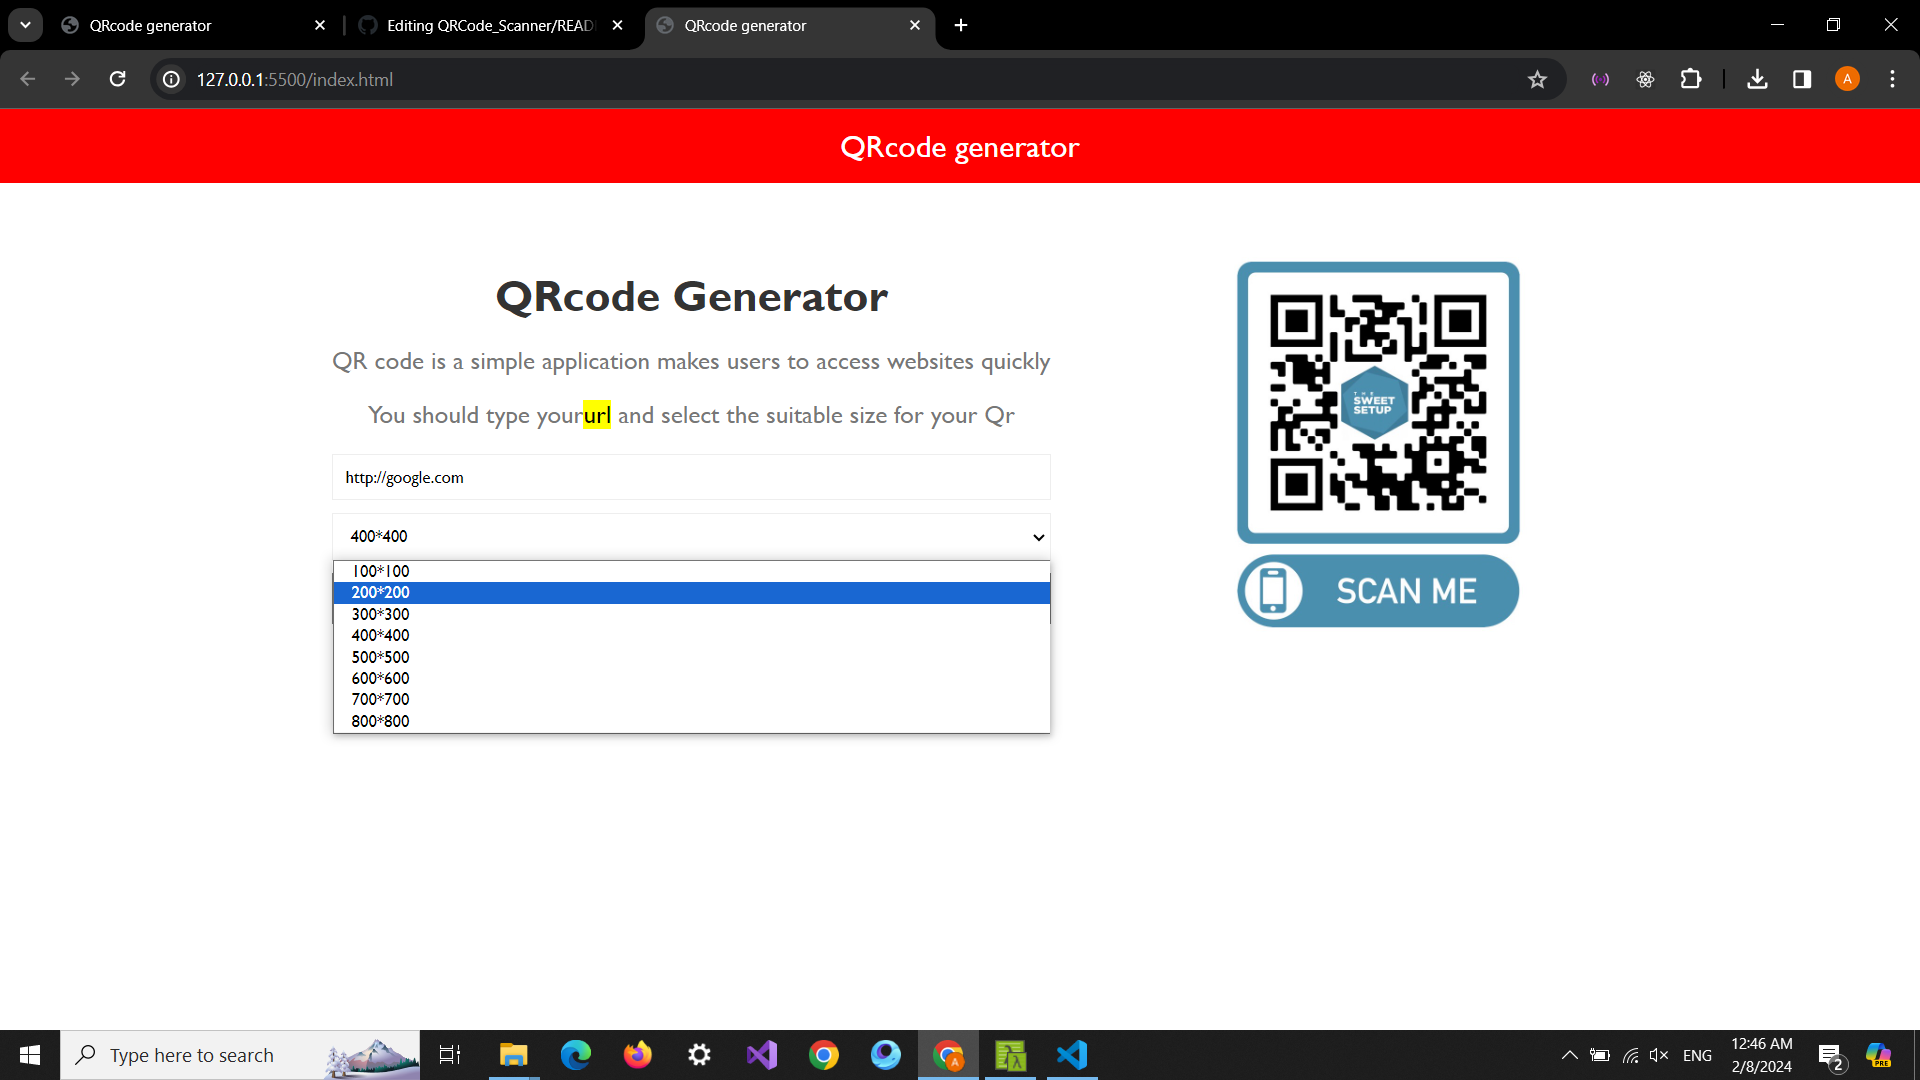 QRcode generator
Editing QRCode_Scanner/READ
QRcode generator
127.0.0.1:5500/index.html
A
QRcode generator
QRcode Generator
QR code is a simple application makes users to access websites quickly
You should type yoururl and select the suitable size for your Qr
http://google.com
400*400
100*100
200*200
300*300
400*400
500*500
600*600
700*700
800*800
THE
SWEET
SETUP
SCAN ME
Type here to search
A
ENG
12:46 AM
2/8/2024
2
PRE